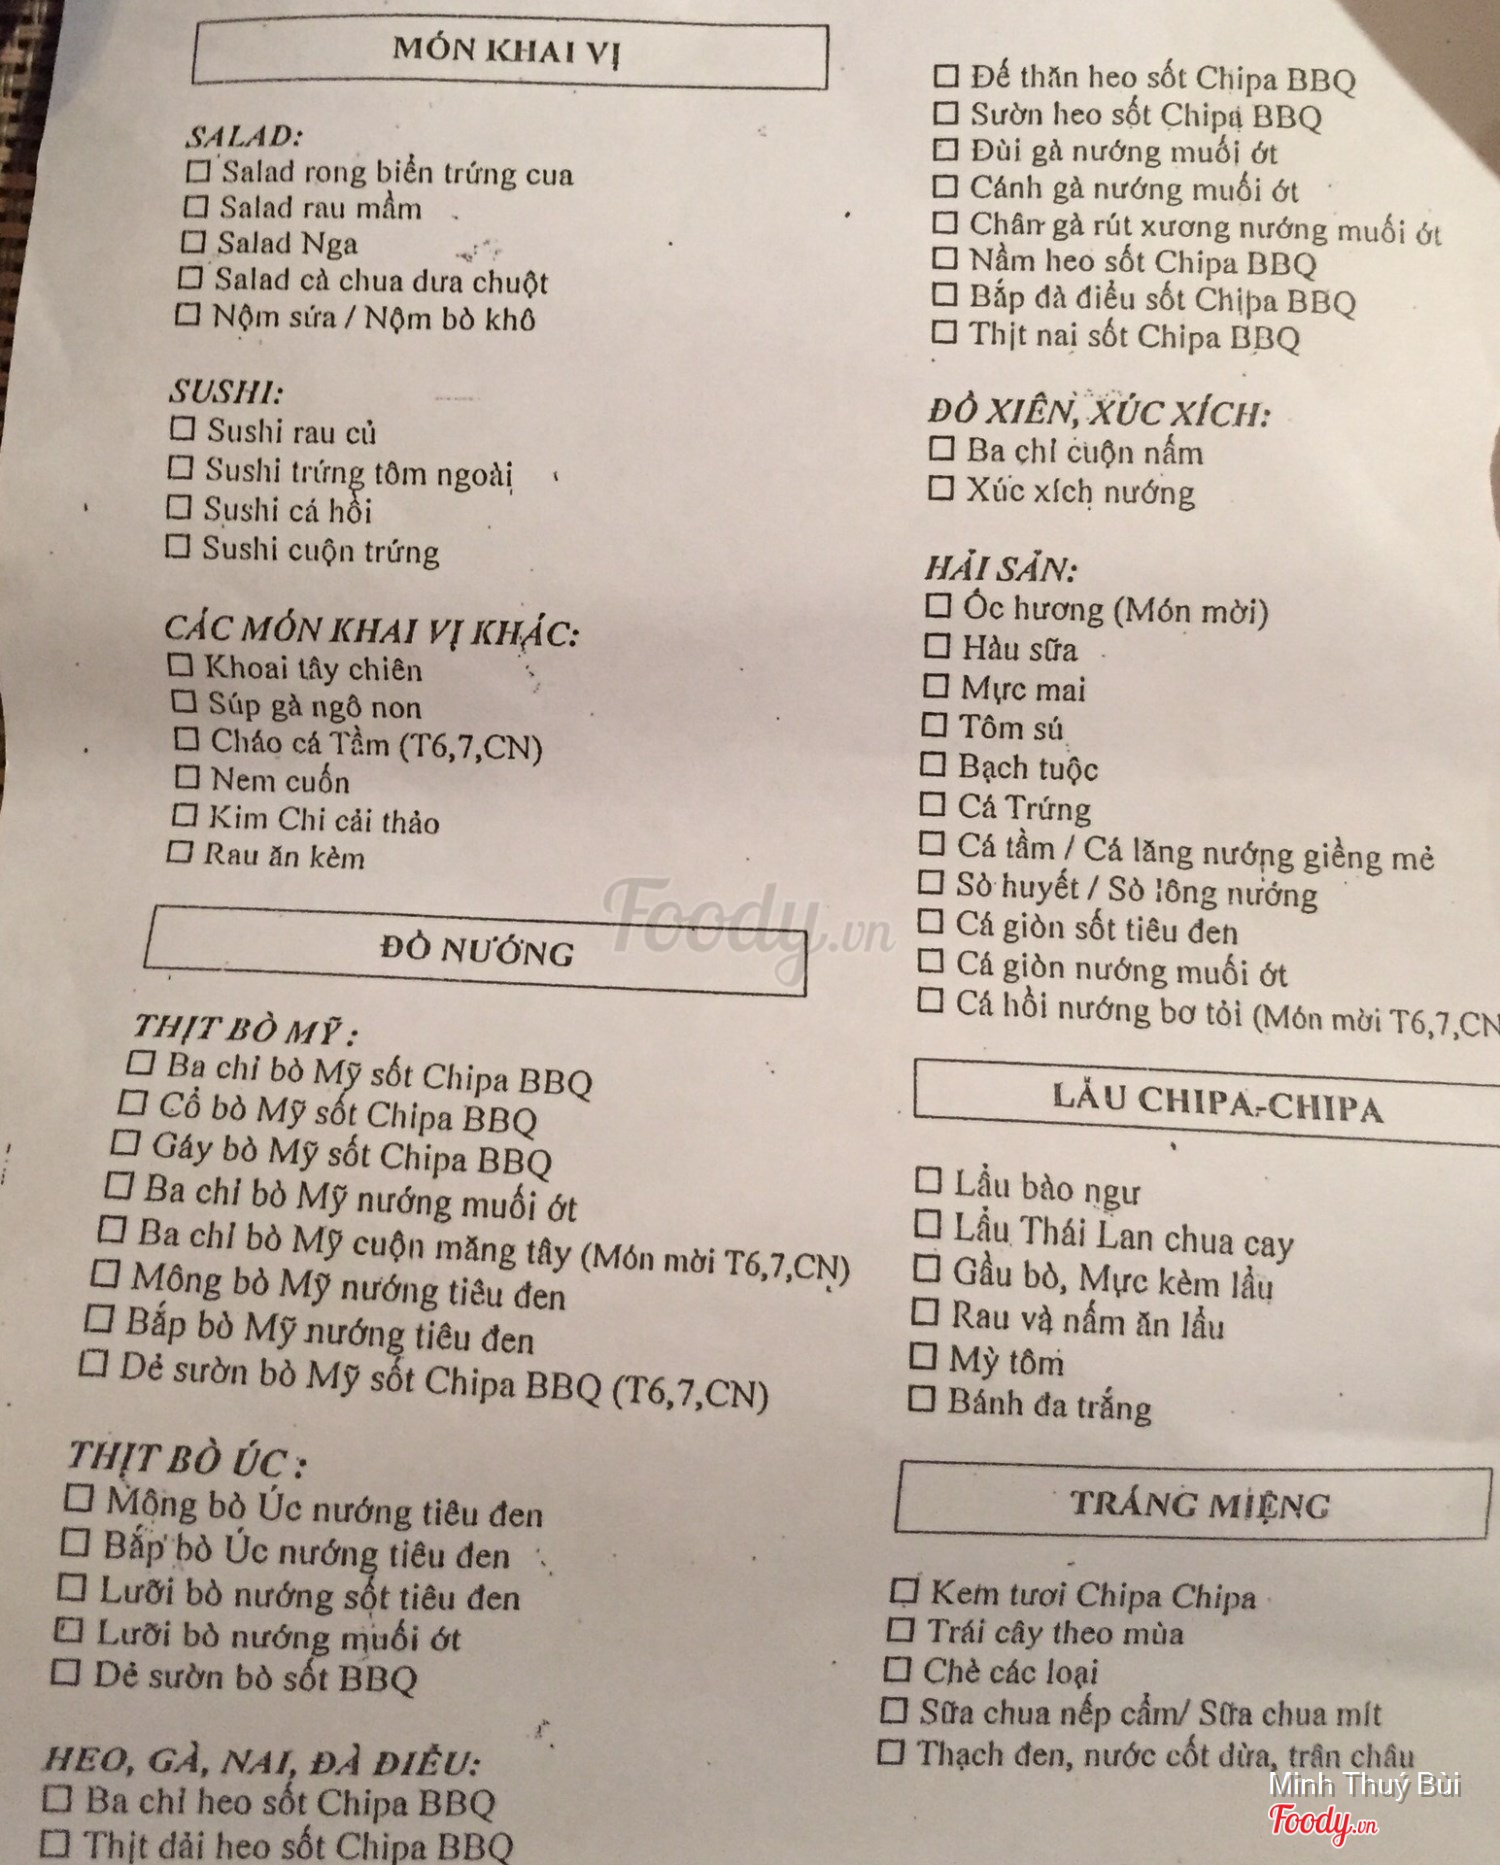 MÓN KHAI VỊ
SALAD:
☐ Salad rong biển trứng cua
☐ Salad rau mầm
☐ Salad Nga
☐ Salad cà chua dưa chuột
☐ Nộm sứa / Nộm bò khô
SUSHI:
☐ Sushi rau củ
☐ Sushi trứng tôm ngoài
☐ Sushi cá hồi
☐ Sushi cuộn trứng
CÁC MÓN KHAI VỊ KHÁC:
☐ Khoai tây chiên
☐ Súp gà ngô non
☐ Cháo cá Tầm (T6,7,CN)
☐ Nem cuốn
☐ Kim Chi cải thảo
☐ Rau ăn kèm
ĐỒ NƯỚNG
THỊT BÒ MỸ :
☐ Ba chỉ bò Mỹ sốt Chipa BBQ
☐ Cổ bò Mỹ sốt Chipa BBQ
☐ Gáy bò Mỹ sốt Chipa BBQ
☐ Ba chỉ bò Mỹ nướng muối ớt
☐ Ba chỉ bò Mỹ cuộn măng tây (Món mời T6,7,CN)
☐ Mông bò Mỹ nướng tiêu đen
☐ Bắp bò Mỹ nướng tiêu đen
☐ Dẻ sườn bò Mỹ sốt Chipa BBQ (T6,7,CN)
THỊT BÒ ÚC :
☐ Mông bò Úc nướng tiêu đen
☐ Bắp bò Úc nướng tiêu đen
☐ Lưỡi bò nướng sốt tiêu đen
☐ Lưỡi bò nướng muối ớt
☐ Dẻ sườn bò sốt BBQ
HEO, GÀ, NAI, ĐÀ ĐIỂU:
☐ Ba chỉ heo sốt Chipa BBQ
☐ Thịt dải heo sốt Chipa BBQ
☐ Đế thăn heo sốt Chipa BBQ
☐ Sườn heo sốt Chipa BBQ
☐ Đùi gà nướng muối ớt
☐ Cánh gà nướng muối ớt
☐ Chân gà rút xương nướng muối ớt
☐ Nầm heo sốt Chipa BBQ
☐ Bắp đà điểu sốt Chipa BBQ
☐ Thịt nai sốt Chipa BBQ
ĐỒ XIÊN, XÚC XÍCH:
☐ Ba chỉ cuộn nấm
☐ Xúc xích nướng
HẢI SẢN:
☐ Ốc hương (Món mời)
☐ Hàu sữa
☐ Mực mai
☐ Tôm sú
☐ Bạch tuộc
☐ Cá Trứng
☐ Cá tầm / Cá lăng nướng giềng mẻ
☐ Sò huyết / Sò lông nướng
☐ Cá giòn sốt tiêu đen
☐ Cá giòn nướng muối ớt
☐ Cá hồi nướng bơ tỏi (Món mời T6,7,CN
LẨU CHIPA-CHIPA
☐ Lẩu bào ngư
☐ Lẩu Thái Lan chua cay
☐ Gầu bò, Mực kèm lẩu
☐ Rau và nấm ăn lẩu
☐ Mỳ tôm
☐ Bánh đa trắng
TRÁNG MIỆNG
☐ Kem tươi Chipa Chipa
☐ Trái cây theo mùa
☐ Chè các loại
☐ Sữa chua nếp cẩm/ Sữa chua mít
☐ Thạch đen, nước cốt dừa, trân châu
Foody.vn
Minh Thuý Bùi
Foody.vn